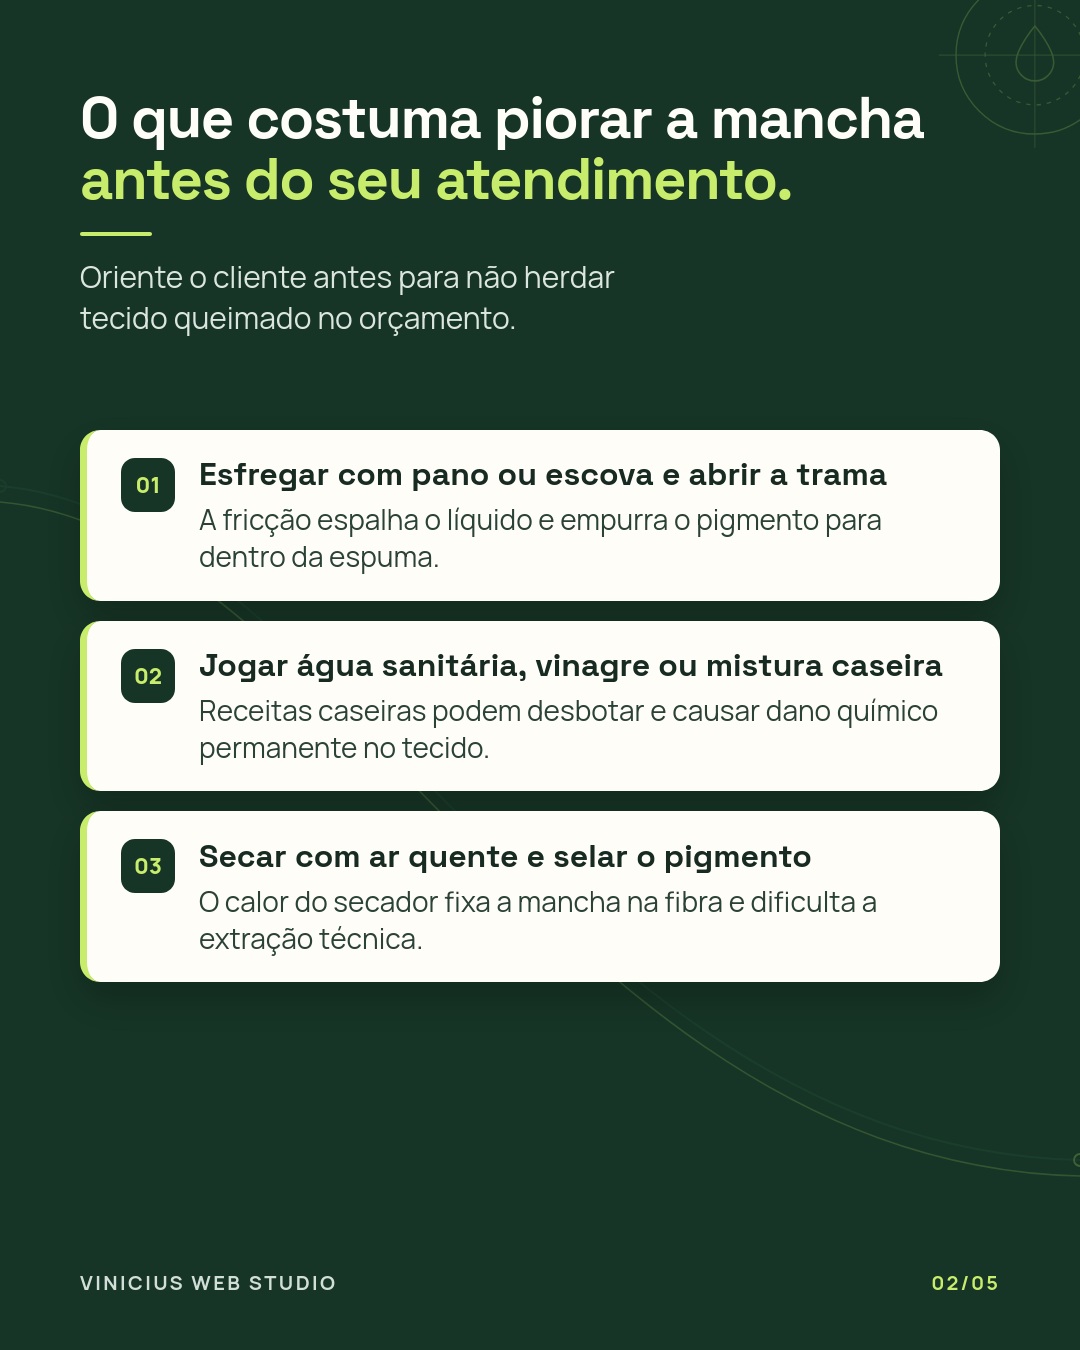 O que costuma piorar a mancha
antes do seu atendimento.
Oriente o cliente antes para não herdar
tecido queimado no orçamento.
01
Esfregar com pano ou escova e abrir a trama
A fricção espalha o líquido e empurra o pigmento para
dentro da espuma.
02
Jogar água sanitária, vinagre ou mistura caseira
Receitas caseiras podem desbotar e causar dano químico
permanente no tecido.
03
Secar com ar quente e selar o pigmento
O calor do secador fixa a mancha na fibra e dificulta a
extração técnica.
VINICIUS WEB STUDIO
02/05